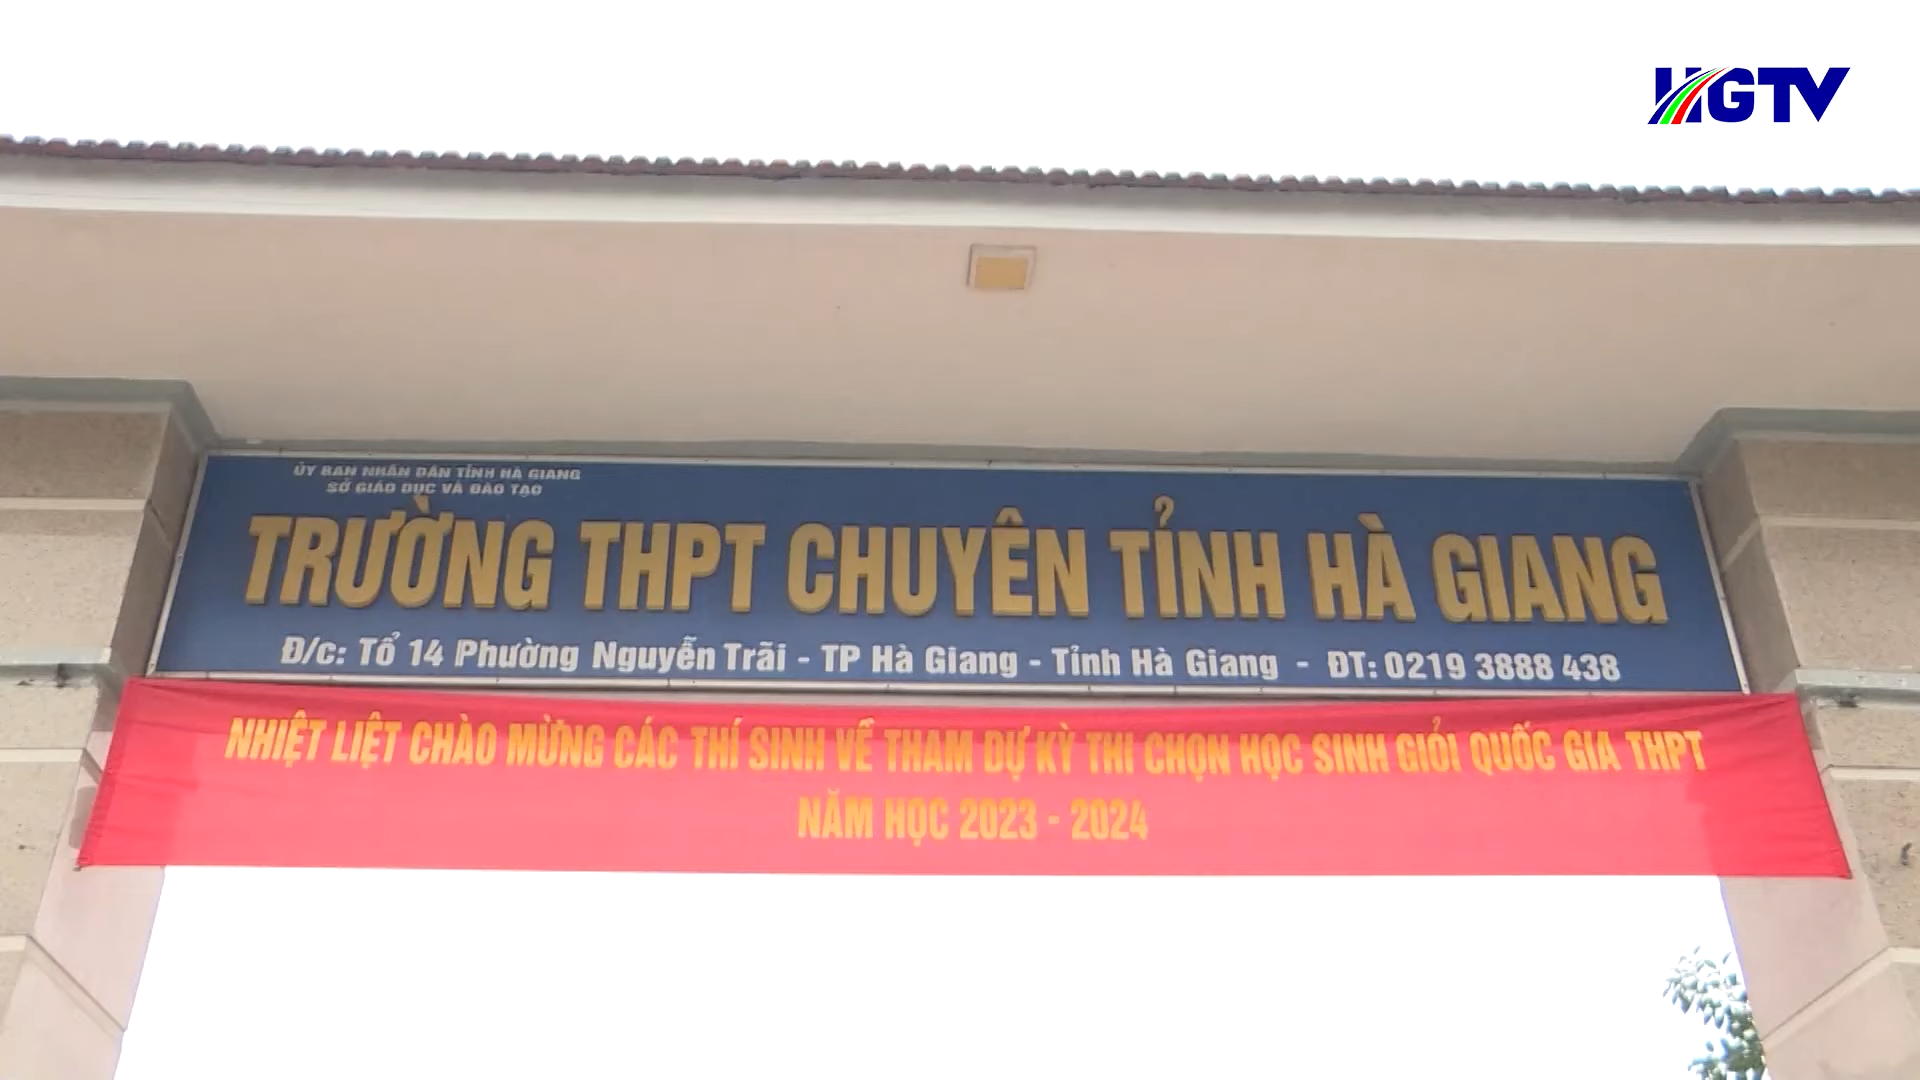 HGTV
ỦY BAN NHÂN DÂN TỈNH HÀ GIANG
SỞ GIÁO DỤC VÀ ĐÀO TẠO
TRƯỜNG THPT CHUYÊN TỈNH HÀ GIANG
Đ/c: Tổ 14 Phường Nguyễn Trãi - TP Hà Giang - Tỉnh Hà Giang - ĐT: 0219 3888 438
NHIỆT LIỆT CHÀO MỪNG CÁC THÍ SINH VỀ THAM DỰ KỲ THI CHỌN HỌC SINH GIỎI QUỐC GIA THPT
NĂM HỌC 2023 - 2024